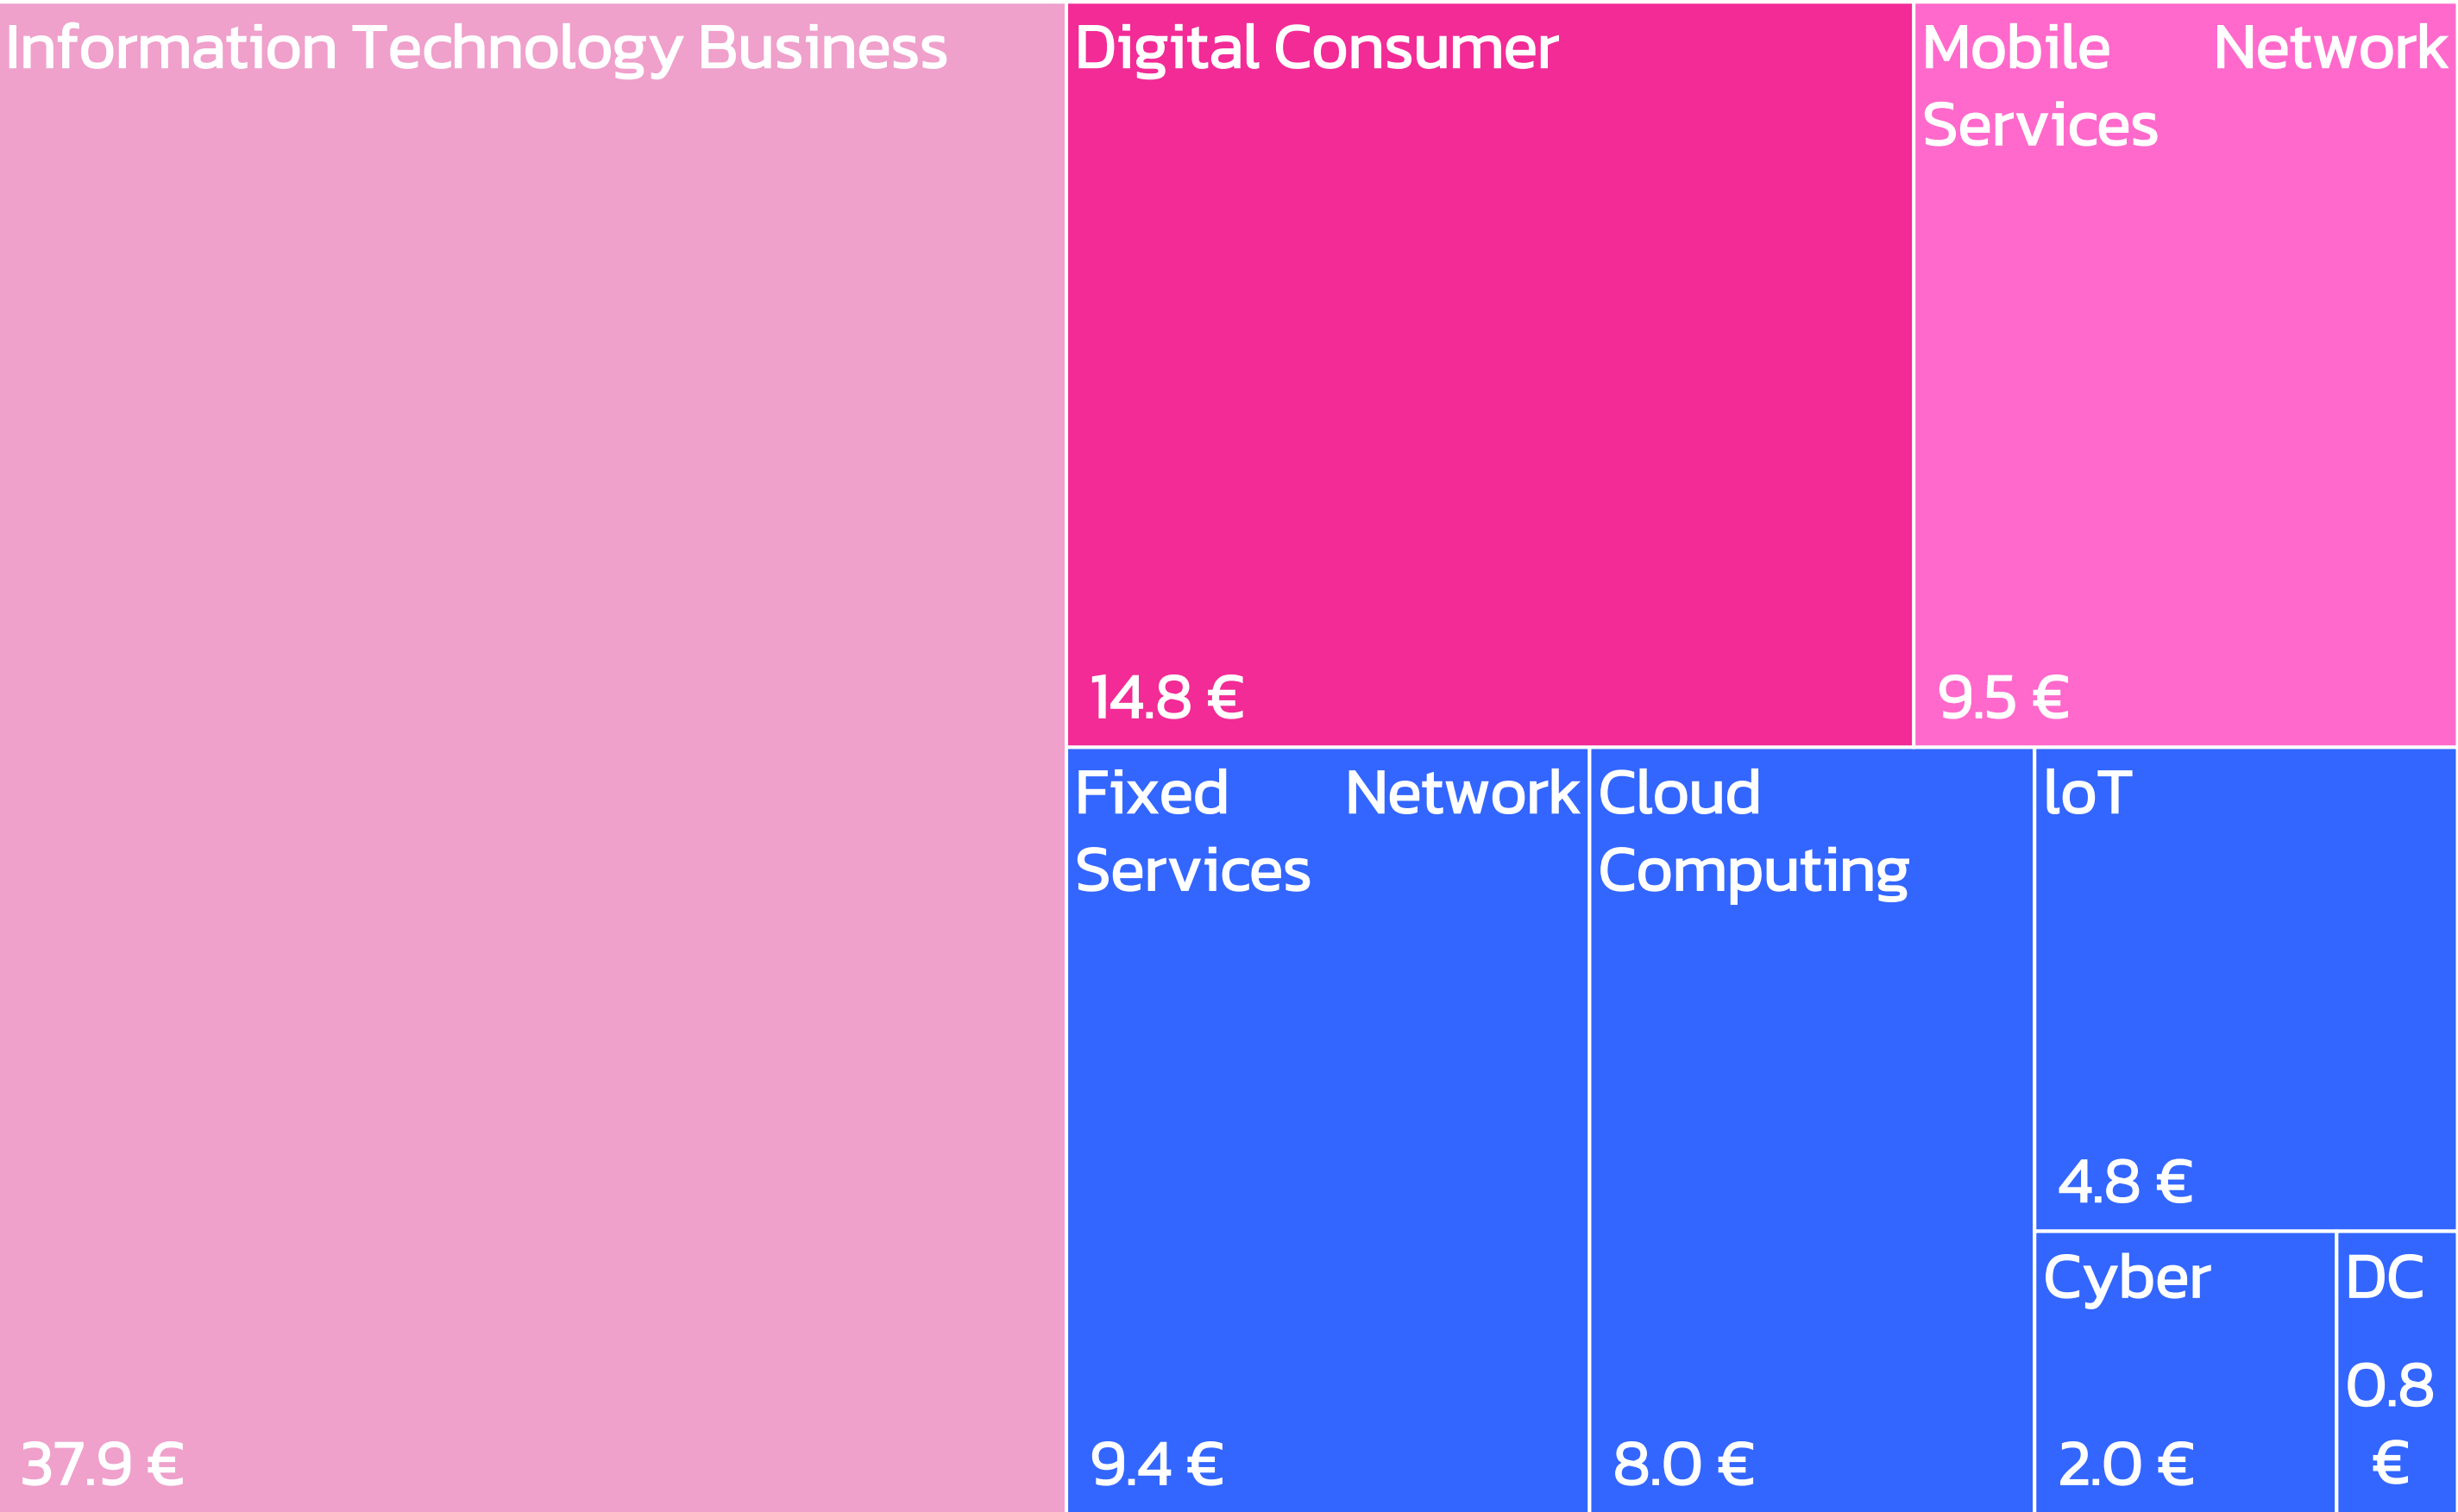 Information Technology Business
37.9 €
Digital Consumer
14.8 €
Mobile Network
Services
9.5 €
Fixed Network
Services
9.4 €
Cloud
Computing
8.0 €
IoT
4.8 €
Cyber
2.0 €
DC
0.8
€